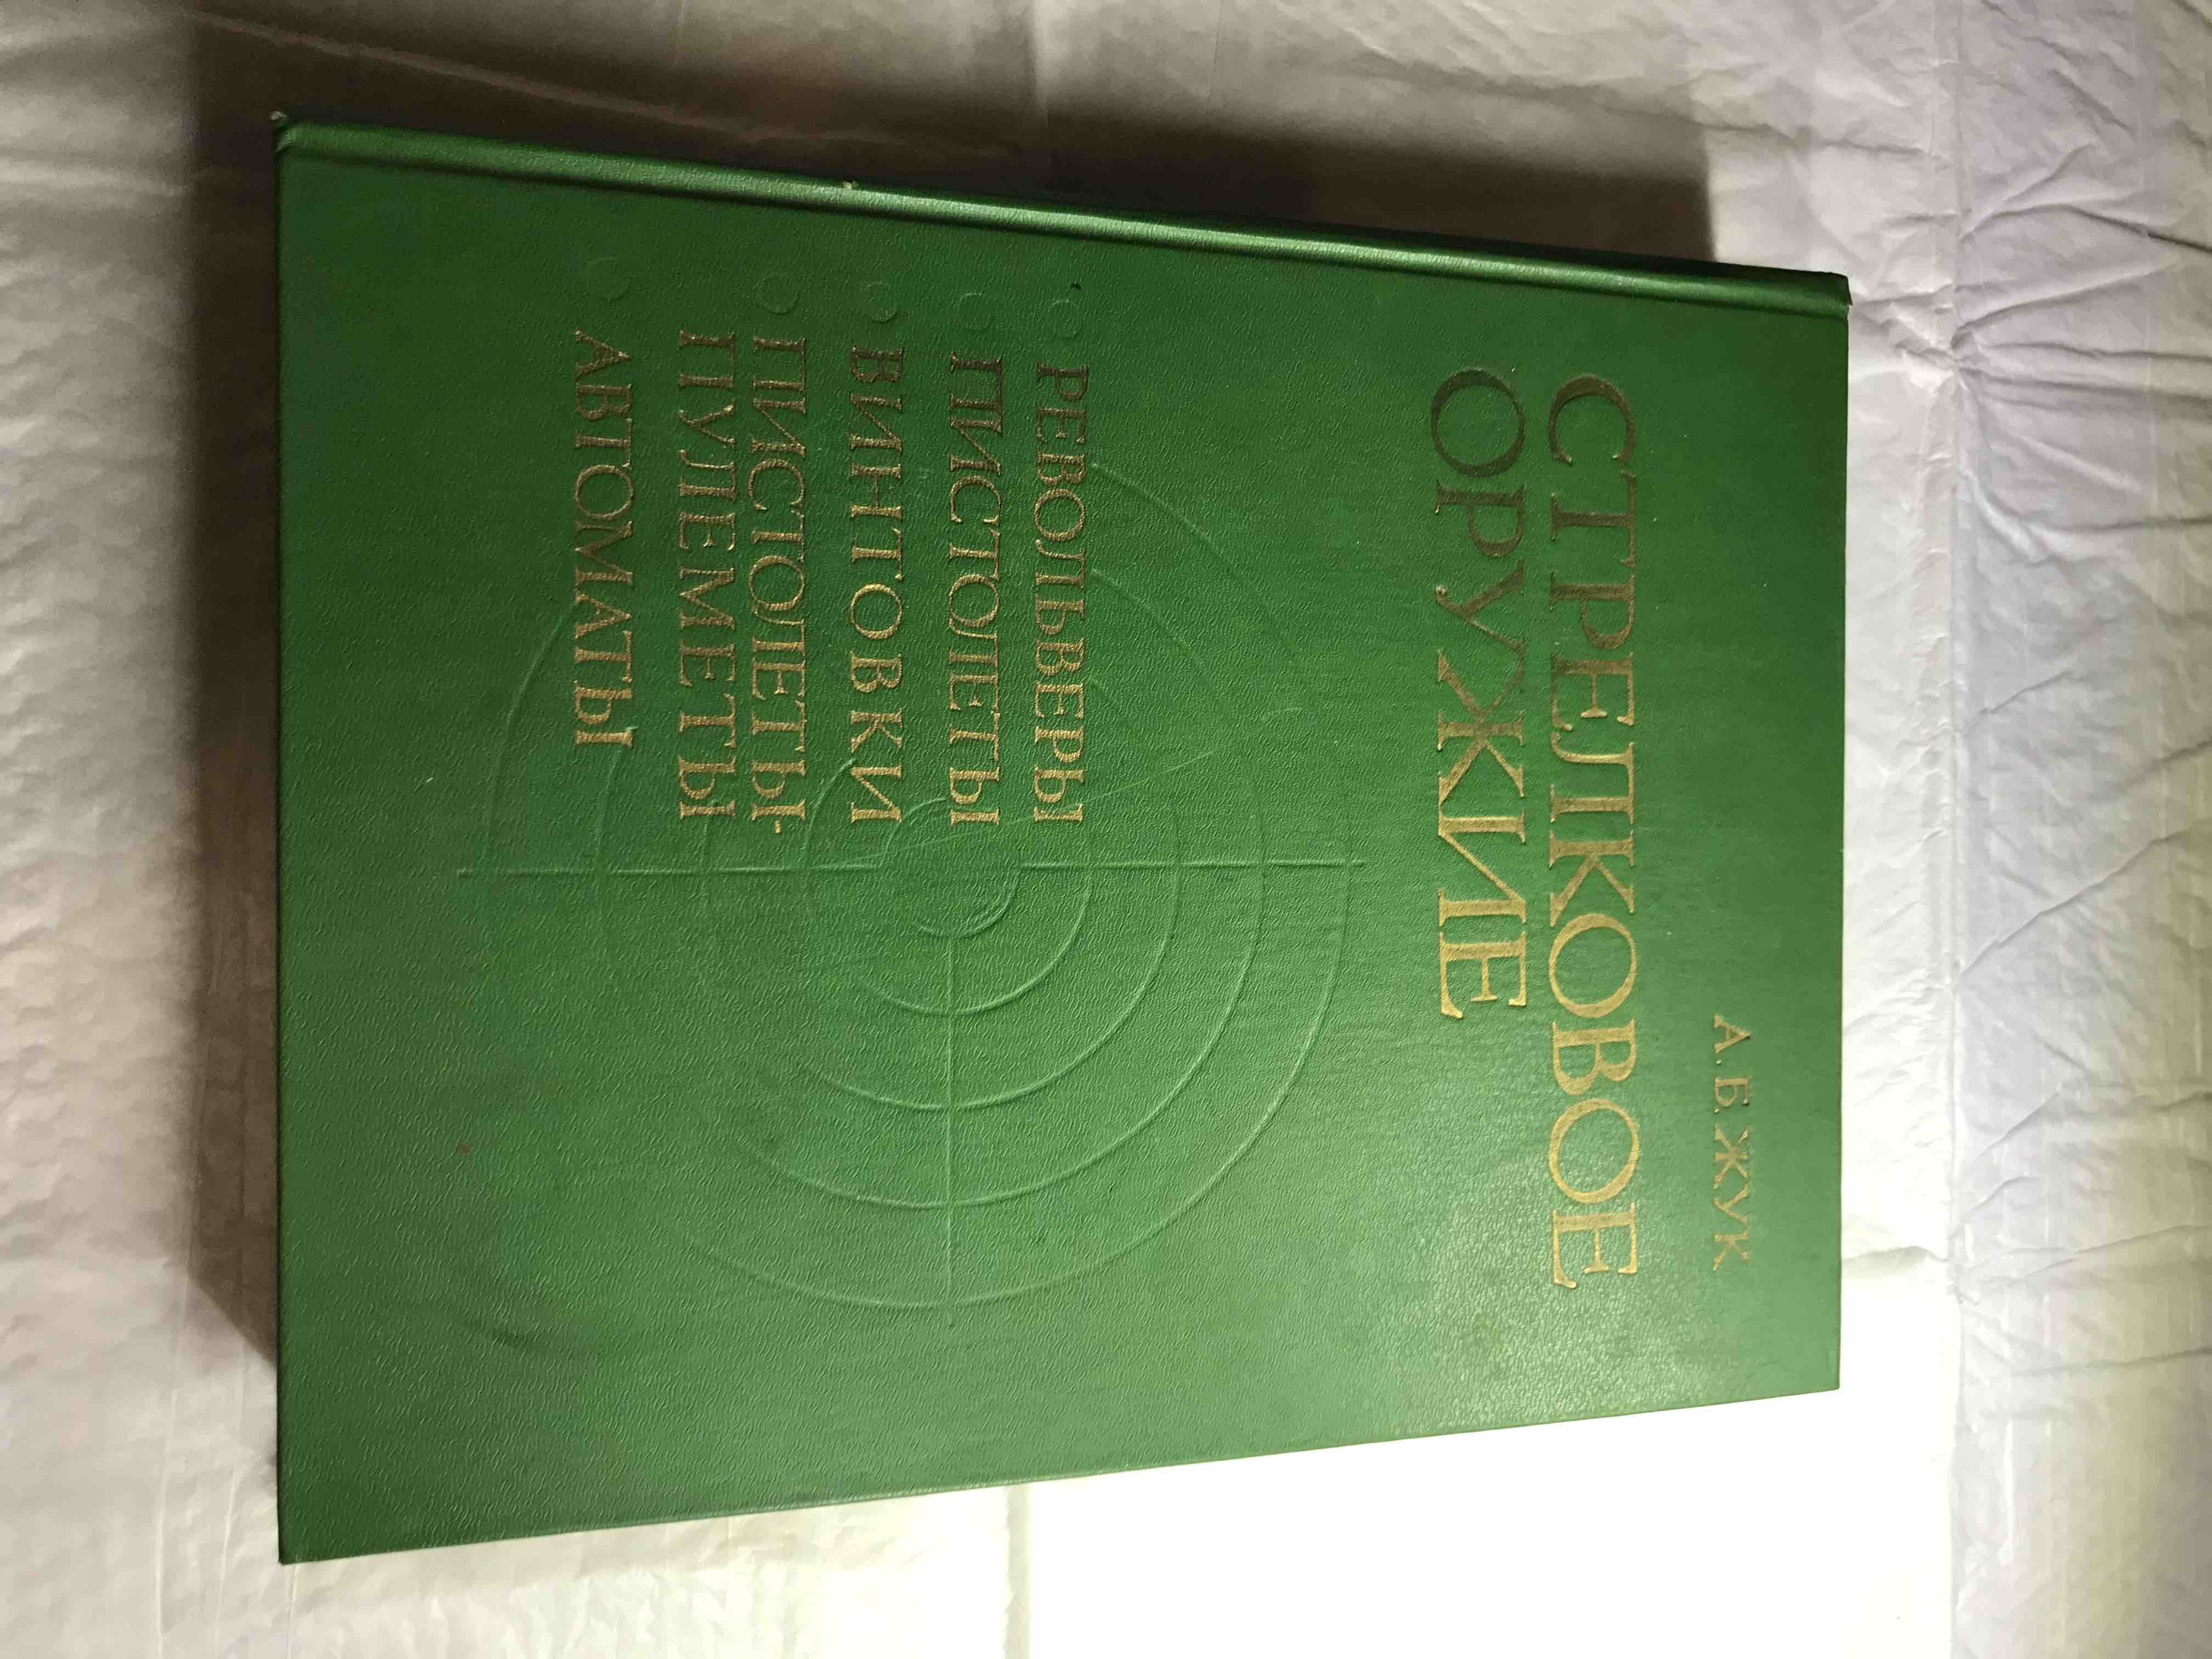 А. Б. ЖУК
СТРЕЛКОВОЕ
ОРУЖИЕ
РЕВОЛЬВЕРЫ
ПИСТОЛЕТЫ
ВИНТОВКИ
ПИСТОЛЕТЫ-
ПУЛЕМЕТЫ
АВТОМАТЫ